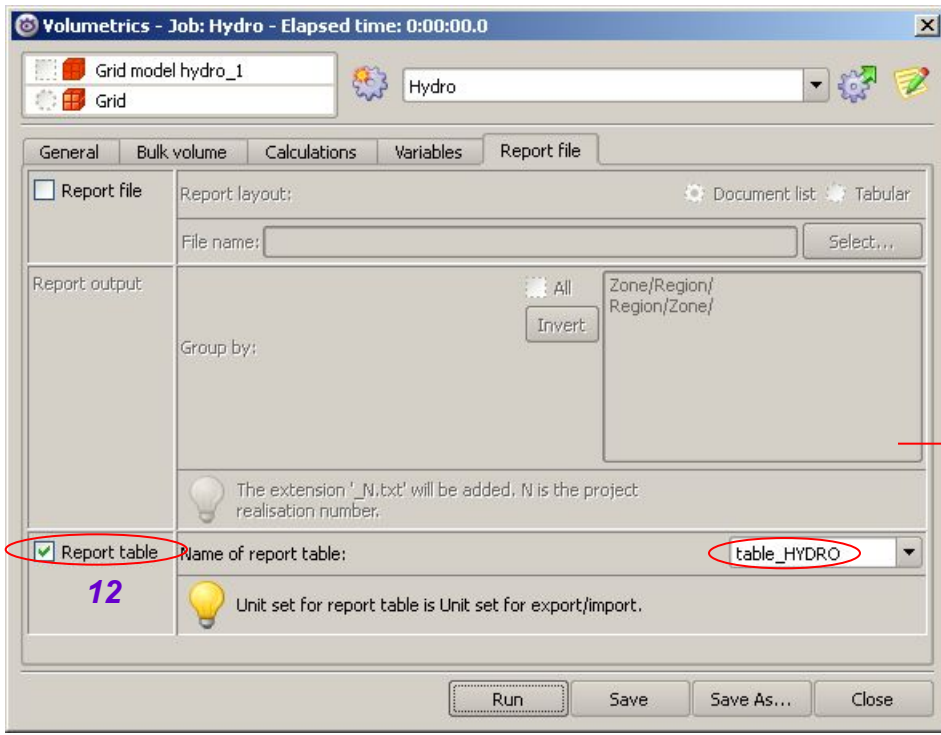 Volumetrics - Job: Hydro - Elapsed time: 0:00:00.0
Grid model hydro_1
Grid
Hydro
General Bulk volume Calculations Variables Report file
Report file
Report layout:
Document list Tabular
File name:
Select...
Report output
Group by:
All
Invert
Zone/Region/
Region/Zone/
The extension '_N.txt' will be added. N is the project
realisation number.
Report table
Name of report table:
table_HYDRO
12
Unit set for report table is Unit set for export/import.
Run Save Save As... Close